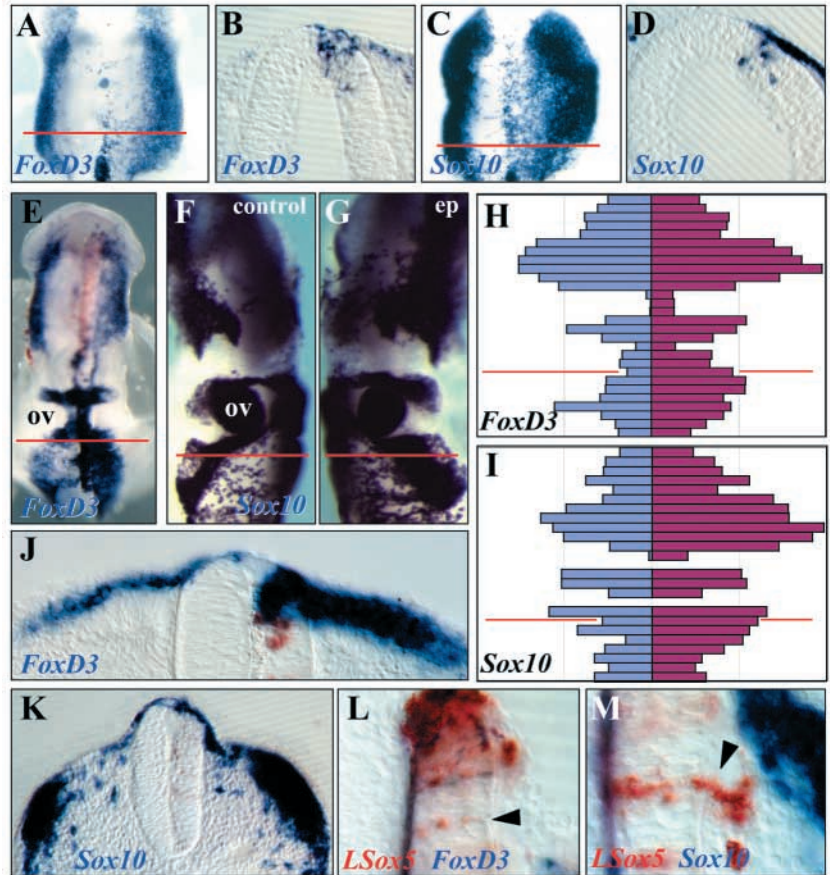 A
FoxD3
B
FoxD3
C
Sox10
D
Sox10
E
ov
FoxD3
F
control
ov
Sox10
G
ep
H
FoxD3
I
Sox10
J
FoxD3
K
Sox10
L
LSox5 FoxD3
M
LSox5 Sox10